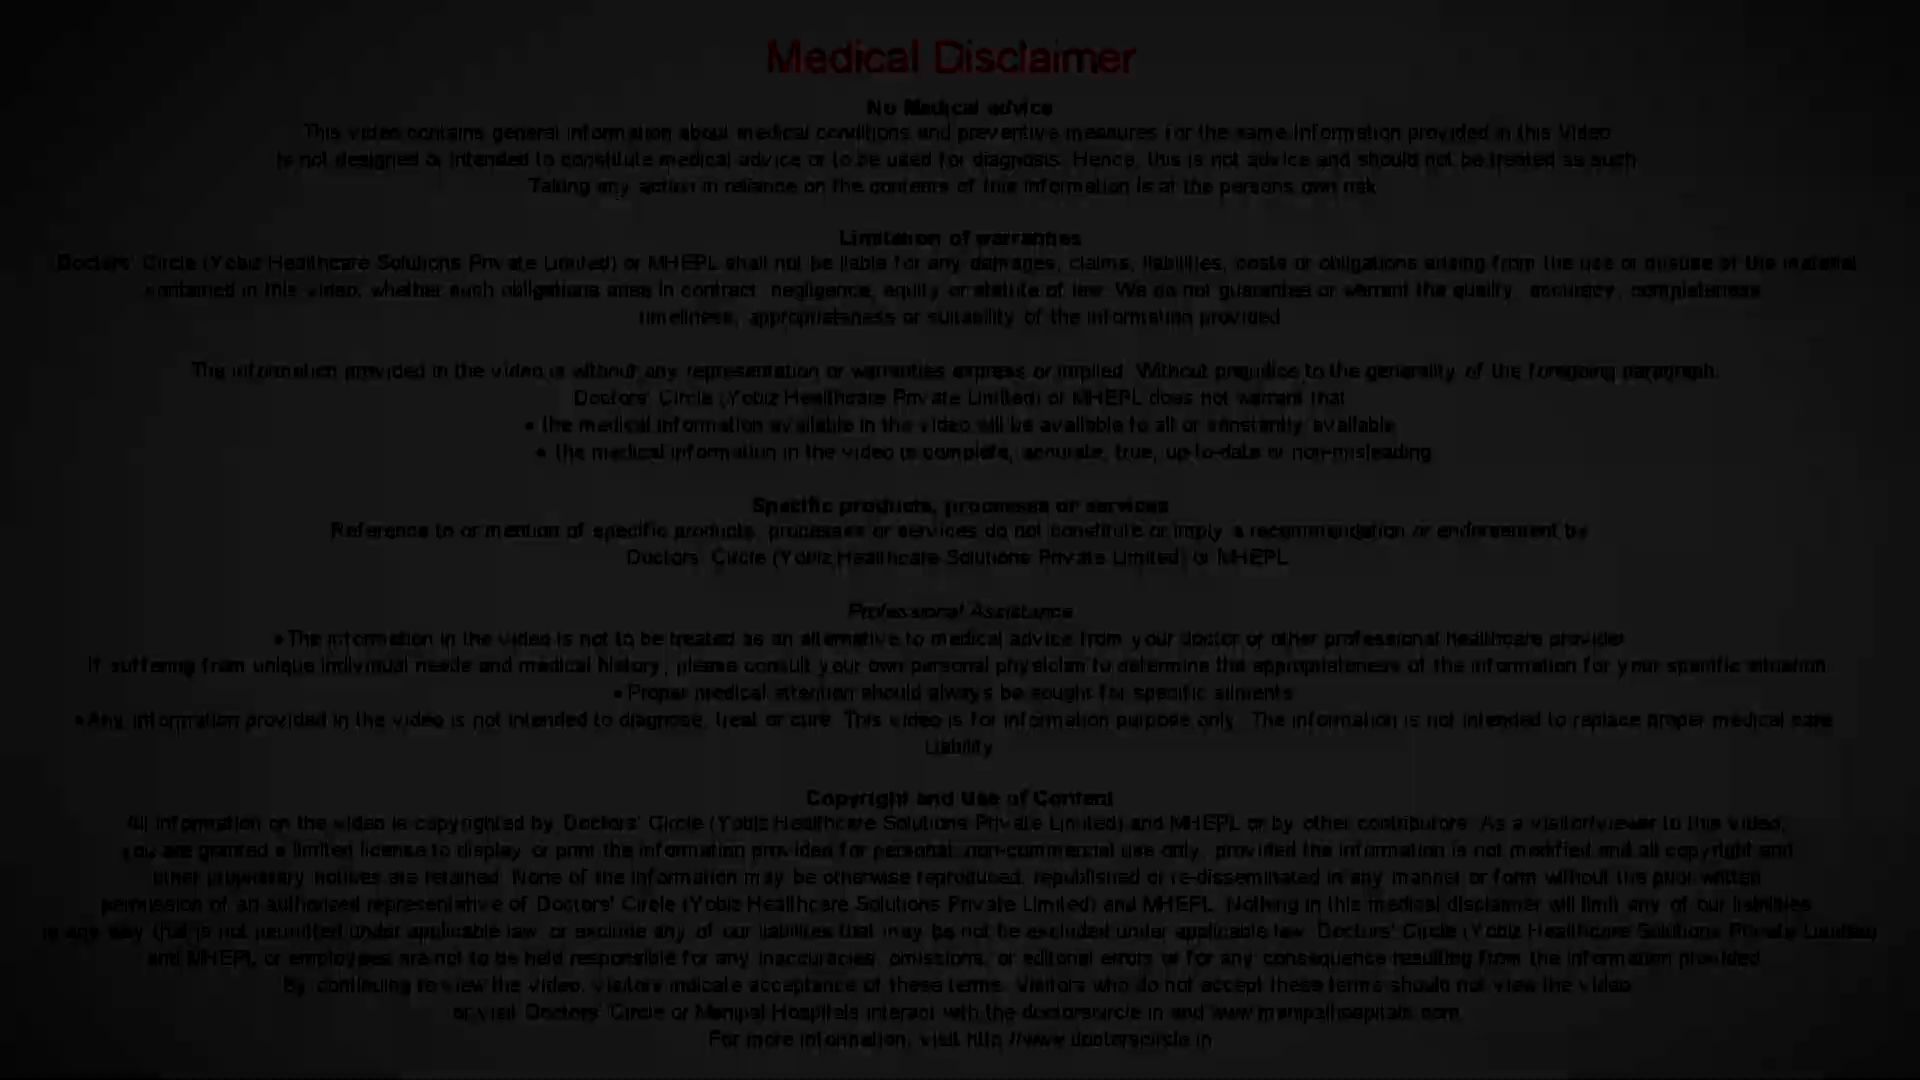 Medical Disclaimer
No Medical advice
This video contains general information about medical conditions and preventive measures for the same Information provided in this Video
is not designed or intended to constitute medical advice or to be used for diagnosis. Hence, this is not advice and should not be treated as such
Taking any action in reliance on the contents of this information is at the persons own risk
Limitation of warranties
Doctors' Circle (Yobiz Healthcare Solutions Private Limited) or MHEPL shall not be liable for any damages, claims, liabilities, costs or obligations arising from the use or misuse of the material
contained in this video, whether such obligations arise in contract, negligence, equity or statute of law. We do not guarantee or warrant the quality, accuracy, completeness
timeliness, appropriateness or suitability of the information provided
The information provided in the video is without any representation or warranties express or implied. Without prejudice to the generality of the foregoing paragraph.
Doctors' Circle (Yobiz Healthcare Private Limited) or MHEPL does not warrant that
• the medical information available in the video will be available to all or constantly available
• the medical information in the video is complete, accurate, true, up-to-date or non-misleading
Specific products, processes or services
Reference to or mention of specific products, processes or services do not constitute or imply a recommendation or endorsement by
Doctors' Circle (Yobiz Healthcare Solutions Private Limited) or MHEPL
Professional Assistance
• The information in the video is not to be treated as an alternative to medical advice from your doctor or other professional healthcare provider
If suffering from unique individual needs and medical history, please consult your own personal physician to determine the appropriateness of the information for your specific situation
• Proper medical attention should always be sought for specific ailments
• Any information provided in the video is not intended to diagnose, treat or cure. This video is for information purpose only. The information is not intended to replace proper medical care
Liability
Copyright and Use of Content
All information on the video is copyrighted by Doctors' Circle (Yobiz Healthcare Solutions Private Limited) and MHEPL or by other contributors. As a visitor/viewer to this video,
you are granted a limited license to display or print the information provided for personal, non-commercial use only, provided the information is not modified and all copyright and
other proprietary notices are retained. None of the information may be otherwise reproduced, republished or re-disseminated in any manner or form without the prior written
permission of an authorised representative of Doctors' Circle (Yobiz Healthcare Solutions Private Limited) and MHEPL. Nothing in this medical disclaimer will limit any of our liabilities
in any way that is not permitted under applicable law or exclude any of our liabilities that may be not be excluded under applicable law. Doctors' Circle (Yobiz Healthcare Solutions Private Limited)
and MHEPL or employees are not to be held responsible for any inaccuracies, omissions, or editorial errors or for any consequence resulting from the information provided
By continuing to view the video, visitors indicate acceptance of these terms. Visitors who do not accept these terms should not view the video
or visit Doctors' Circle or Manipal Hospitals interact with the doctorscircle.in and www.manipalhospitals.com
For more information, visit http://www.doctorscircle.in